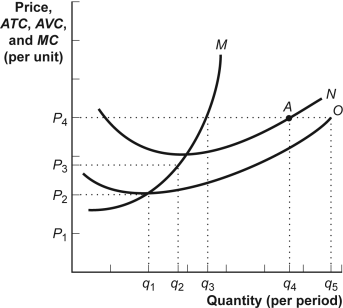 Price,
ATC, AVC,
and MC
(per unit)
M
N
A
O
P4
P3
P2
P1
q1 q2 q3 q4 q5
Quantity (per period)